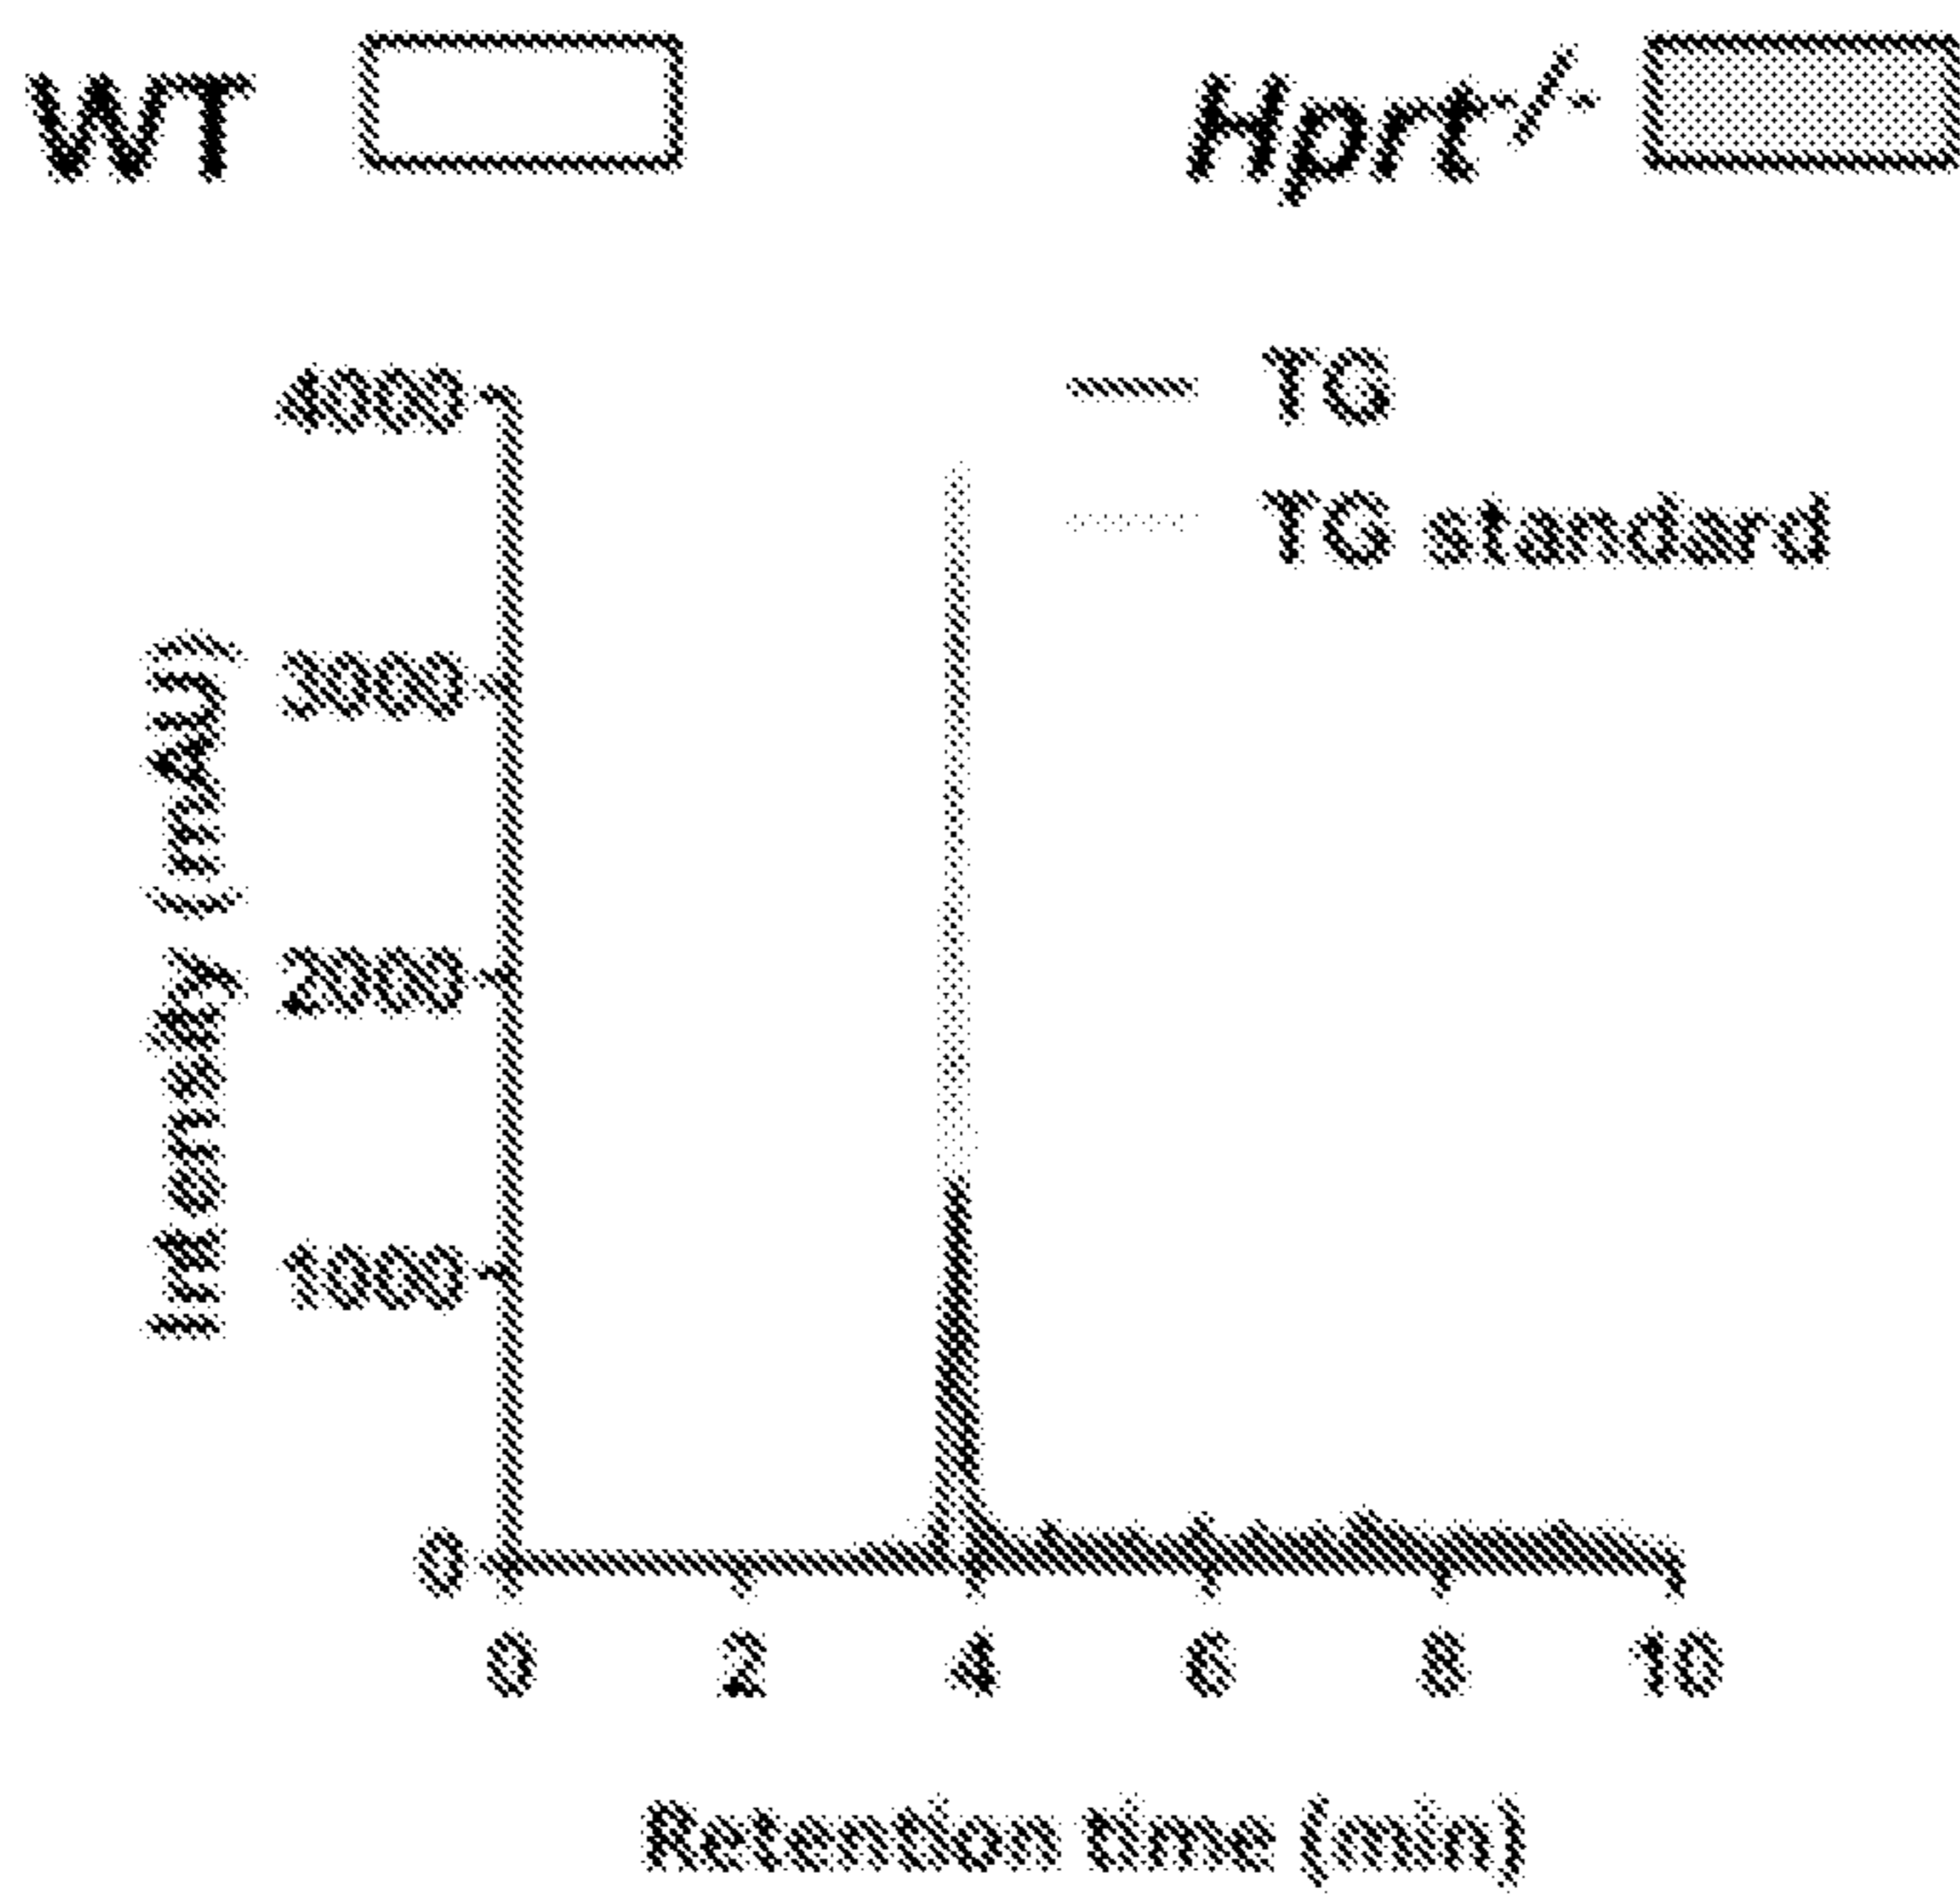 WT Hprt-/-
TG
TG standard
Intensity (mAu)
4000
3000
2000
1000
0
0 2 4 6 8 10
Retention time (min)